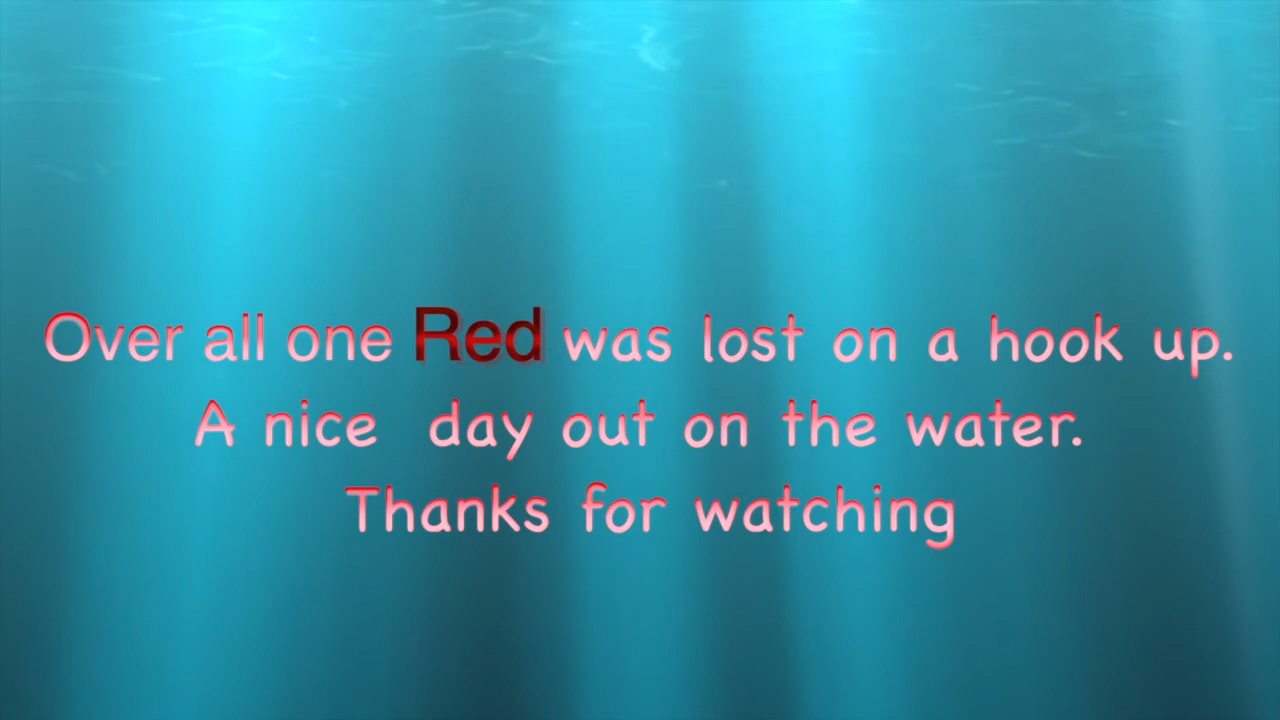 Over all one Red was lost on a hook up.
A nice day out on the water.
Thanks for watching